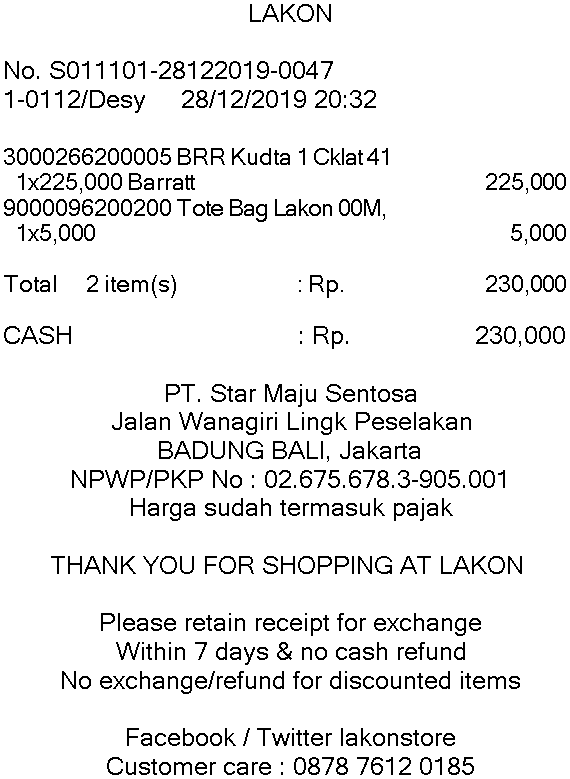 LAKON
No. S011101-28122019-0047
1-0112/Desy 28/12/2019 20:32
3000266200005 BRR Kudta 1 Cklat 41
1x225,000 Barratt 225,000
9000096200200 Tote Bag Lakon 00M,
1x5,000 5,000
Total 2 item(s) : Rp. 230,000
CASH : Rp. 230,000
PT. Star Maju Sentosa
Jalan Wanagiri Lingk Peselakan
BADUNG BALI, Jakarta
NPWP/PKP No : 02.675.678.3-905.001
Harga sudah termasuk pajak
THANK YOU FOR SHOPPING AT LAKON
Please retain receipt for exchange
Within 7 days & no cash refund
No exchange/refund for discounted items
Facebook / Twitter lakonstore
Customer care : 0878 7612 0185